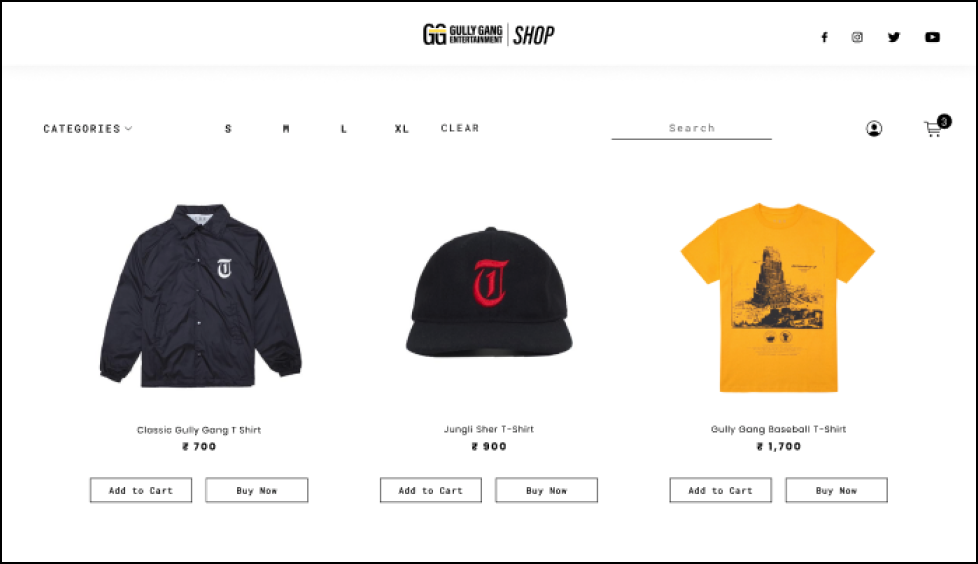 GG GULLY GANG ENTERTAINMENT SHOP
CATEGORIES S M L XL CLEAR Search 3
Classic Gully Gang T Shirt
₹ 700
Add to Cart Buy Now
Jungli Sher T-Shirt
₹ 900
Add to Cart Buy Now
Gully Gang Baseball T-Shirt
₹ 1,700
Add to Cart Buy Now